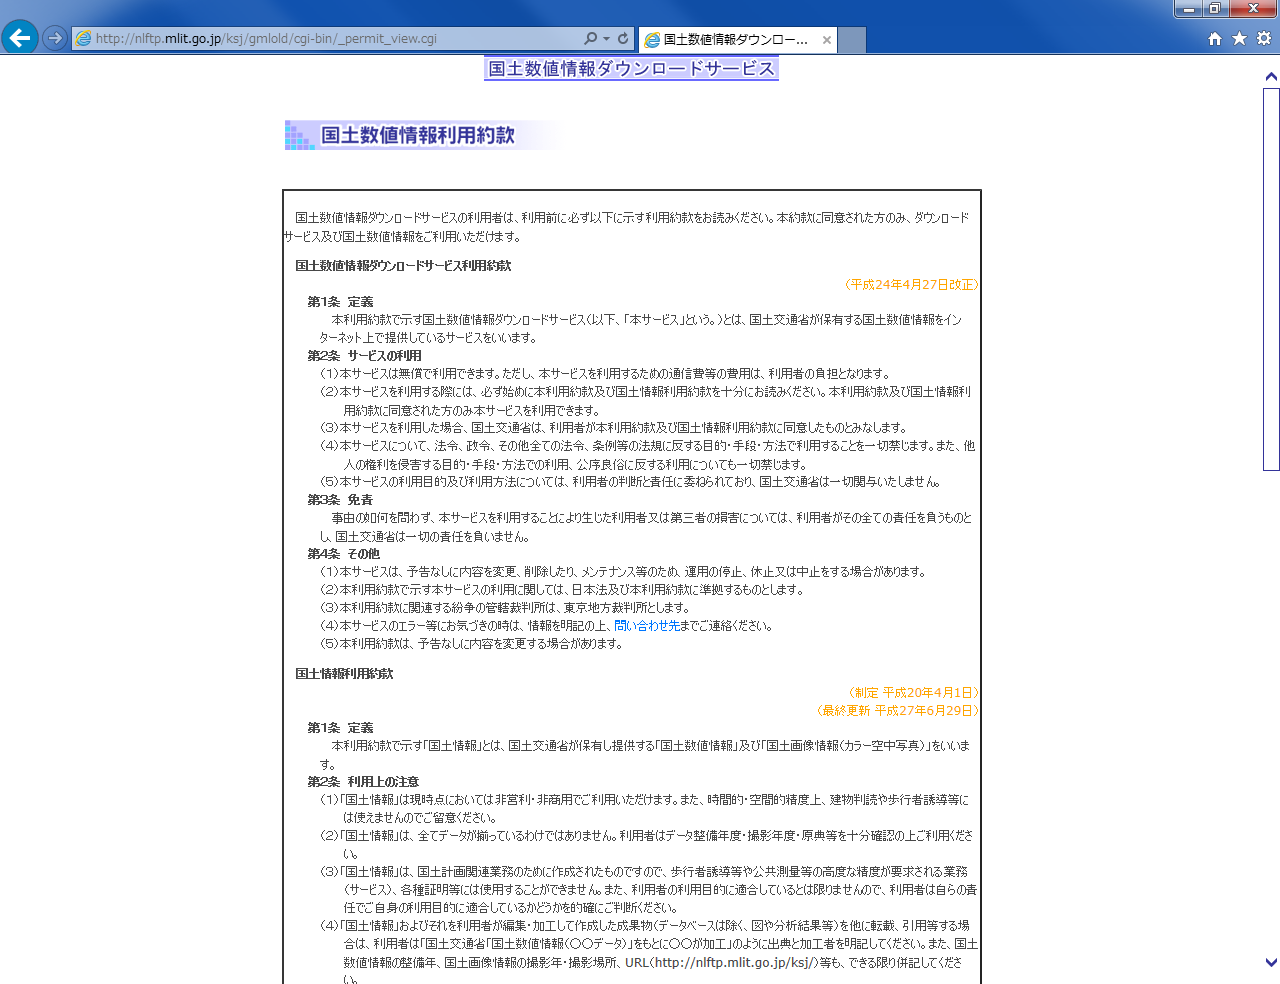 http://nlftp.mlit.go.jp/ksj/gmlold/cgi-bin/_permit_view.cgi
国土数値情報ダウンロー...
国土数値情報ダウンロードサービス
国土数値情報利用約款
国土数値情報ダウンロードサービスの利用者は、利用前に必ず以下に示す利用約款をお読みください。本約款に同意された方のみ、ダウンロード
サービス及び国土数値情報をご利用いただけます。
国土数値情報ダウンロードサービス利用約款
（平成24年4月27日改正）
第1条 定義
本利用約款で示す国土数値情報ダウンロードサービス（以下、「本サービス」という。）とは、国土交通省が保有する国土数値情報をイン
ターネット上で提供しているサービスをいいます。
第2条 サービスの利用
（1）本サービスは無償で利用できます。ただし、本サービスを利用するための通信費等の費用は、利用者の負担となります。
（2）本サービスを利用する際には、必ず始めに本利用約款及び国土情報利用約款を十分にお読みください。本利用約款及び国土情報利
用約款に同意された方のみ本サービスを利用できます。
（3）本サービスを利用した場合、国土交通省は、利用者が本利用約款及び国土情報利用約款に同意したものとみなします。
（4）本サービスについて、法令、政令、その他全ての法令、条例等の法規に反する目的・手段・方法で利用することを一切禁じます。また、他
人の権利を侵害する目的・手段・方法での利用、公序良俗に反する利用についても一切禁じます。
（5）本サービスの利用目的及び利用方法については、利用者の判断と責任に委ねられており、国土交通省は一切関与いたしません。
第3条 免責
事由の如何を問わず、本サービスを利用することにより生じた利用者又は第三者の損害については、利用者がその全ての責任を負うものと
し、国土交通省は一切の責任を負いません。
第4条 その他
（1）本サービスは、予告なしに内容を変更、削除したり、メンテナンス等のため、運用の停止、休止又は中止をする場合があります。
（2）本利用約款で示す本サービスの利用に関しては、日本法及び本利用約款に準拠するものとします。
（3）本利用約款に関連する紛争の管轄裁判所は、東京地方裁判所とします。
（4）本サービスのエラー等にお気づきの時は、情報を明記の上、問い合わせ先までご連絡ください。
（5）本利用約款は、予告なしに内容を変更する場合があります。
国土情報利用約款
（制定 平成20年4月1日）
（最終更新 平成27年6月29日）
第1条 定義
本利用約款で示す「国土情報」とは、国土交通省が保有し提供する「国土数値情報」及び「国土画像情報（カラー空中写真）」をいいま
す。
第2条 利用上の注意
（1）「国土情報」は現時点においては非営利・非商用でご利用いただけます。また、時間的・空間的精度上、建物判読や歩行者誘導等に
は使えませんのでご留意ください。
（2）「国土情報」は、全てデータが揃っているわけではありません。利用者はデータ整備年度・撮影年度・原典等を十分確認の上ご利用くださ
い。
（3）「国土情報」は、国土計画関連業務のために作成されたものですので、歩行者誘導等や公共測量等の高度な精度が要求される業務
（サービス）、各種証明等には使用することができません。また、利用者の利用目的に適合しているとは限りませんので、利用者は自らの責
任でご自身の利用目的に適合しているかどうかを的確にご判断ください。
（4）「国土情報」およびそれを利用者が編集・加工して作成した成果物（データベースは除く、図や分析結果等）を他に転載、引用等する場
合は、利用者は「国土交通省「国土数値情報（〇〇データ）」をもとに〇〇が加工」のように出典と加工者を明記してください。また、国土
数値情報の整備年、国土画像情報の撮影年・撮影場所、URL（http://nlftp.mlit.go.jp/ksj/）等も、できる限り併記してくださ
い。